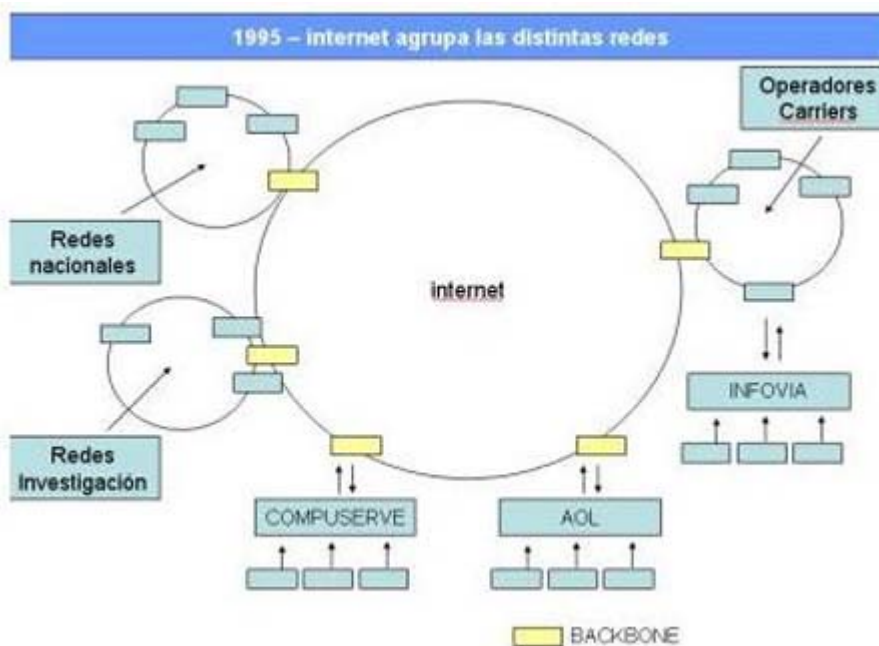 1995 – internet agrupa las distintas redes
Operadores
Carriers
Redes
nacionales
internet
INFOVIA
Redes
Investigación
COMPUSERVE
AOL
BACKBONE